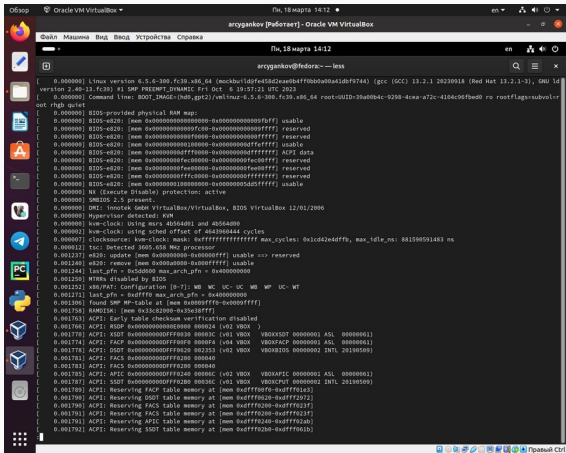 Обзор Oracle VM VirtualBox Пн, 18 марта 14:12 en
arcygankov [Работает] - Oracle VM VirtualBox
Файл Машина Вид Ввод Устройства Справка
Пн, 18 марта 14:12 en
arcygankov@fedora:~ — less
[ 0.000000] Linux version 6.5.6-300.fc39.x86_64 (mockbuild@fe458d2eae0b4ff0bb0a00a41dbf9744) (gcc (GCC) 13.2.1 20230918 (Red Hat 13.2.1-3), GNU ld
version 2.40-13.fc39) #1 SMP PREEMPT_DYNAMIC Fri Oct 6 19:57:21 UTC 2023
[ 0.000000] Command line: BOOT_IMAGE=(hd0,gpt2)/vmlinuz-6.5.6-300.fc39.x86_64 root=UUID=39a00b4c-9298-4cea-a72c-4104c96fbed0 ro rootflags=subvol=r
oot rhgb quiet
[ 0.000000] BIOS-provided physical RAM map:
[ 0.000000] BIOS-e820: [mem 0x0000000000000000-0x000000000009fbff] usable
[ 0.000000] BIOS-e820: [mem 0x000000000009fc00-0x000000000009ffff] reserved
[ 0.000000] BIOS-e820: [mem 0x00000000000f0000-0x00000000000fffff] reserved
[ 0.000000] BIOS-e820: [mem 0x0000000000100000-0x00000000dffeffff] usable
[ 0.000000] BIOS-e820: [mem 0x00000000dfff0000-0x00000000dfffffff] ACPI data
[ 0.000000] BIOS-e820: [mem 0x00000000fec00000-0x00000000fec00fff] reserved
[ 0.000000] BIOS-e820: [mem 0x00000000fee00000-0x00000000fee00fff] reserved
[ 0.000000] BIOS-e820: [mem 0x00000000fffc0000-0x00000000ffffffff] reserved
[ 0.000000] BIOS-e820: [mem 0x0000000100000000-0x00000005dd5fffff] usable
[ 0.000000] NX (Execute Disable) protection: active
[ 0.000000] SMBIOS 2.5 present.
[ 0.000000] DMI: innotek GmbH VirtualBox/VirtualBox, BIOS VirtualBox 12/01/2006
[ 0.000000] Hypervisor detected: KVM
[ 0.000000] kvm-clock: Using msrs 4b564d01 and 4b564d00
[ 0.000002] kvm-clock: using sched offset of 4643960444 cycles
[ 0.000007] clocksource: kvm-clock: mask: 0xffffffffffffffff max_cycles: 0x1cd42e4dffb, max_idle_ns: 881590591483 ns
[ 0.000012] tsc: Detected 3605.658 MHz processor
[ 0.001237] e820: update [mem 0x00000000-0x00000fff] usable ==> reserved
[ 0.001240] e820: remove [mem 0x000a0000-0x000fffff] usable
[ 0.001244] last_pfn = 0x5dd600 max_arch_pfn = 0x400000000
[ 0.001250] MTRRs disabled by BIOS
[ 0.001252] x86/PAT: Configuration [0-7]: WB WC UC- UC WB WP UC- WT
[ 0.001271] last_pfn = 0xdfff0 max_arch_pfn = 0x400000000
[ 0.001306] found SMP MP-table at [mem 0x0009fff0-0x0009ffff]
[ 0.001758] RAMDISK: [mem 0x33c82000-0x35e38fff]
[ 0.001763] ACPI: Early table checksum verification disabled
[ 0.001766] ACPI: RSDP 0x00000000000E0000 000024 (v02 VBOX )
[ 0.001770] ACPI: XSDT 0x00000000DFFF0030 00003C (v01 VBOX VBOXXSDT 00000001 ASL 00000061)
[ 0.001774] ACPI: FACP 0x00000000DFFF00F0 0000F4 (v04 VBOX VBOXFACP 00000001 ASL 00000061)
[ 0.001778] ACPI: DSDT 0x00000000DFFF0620 002353 (v02 VBOX VBOXBIOS 00000002 INTL 20190509)
[ 0.001781] ACPI: FACS 0x00000000DFFF0200 000040
[ 0.001783] ACPI: FACS 0x00000000DFFF0200 000040
[ 0.001785] ACPI: APIC 0x00000000DFFF0240 00006C (v02 VBOX VBOXAPIC 00000001 ASL 00000061)
[ 0.001787] ACPI: SSDT 0x00000000DFFF02B0 00036C (v01 VBOX VBOXCPUT 00000002 INTL 20190509)
[ 0.001789] ACPI: Reserving FACP table memory at [mem 0xdfff00f0-0xdfff01e3]
[ 0.001790] ACPI: Reserving DSDT table memory at [mem 0xdfff0620-0xdfff2972]
[ 0.001790] ACPI: Reserving FACS table memory at [mem 0xdfff0200-0xdfff023f]
[ 0.001791] ACPI: Reserving FACS table memory at [mem 0xdfff0200-0xdfff023f]
[ 0.001791] ACPI: Reserving APIC table memory at [mem 0xdfff0240-0xdfff02ab]
[ 0.001792] ACPI: Reserving SSDT table memory at [mem 0xdfff02b0-0xdfff061b]
:
Правый Ctrl